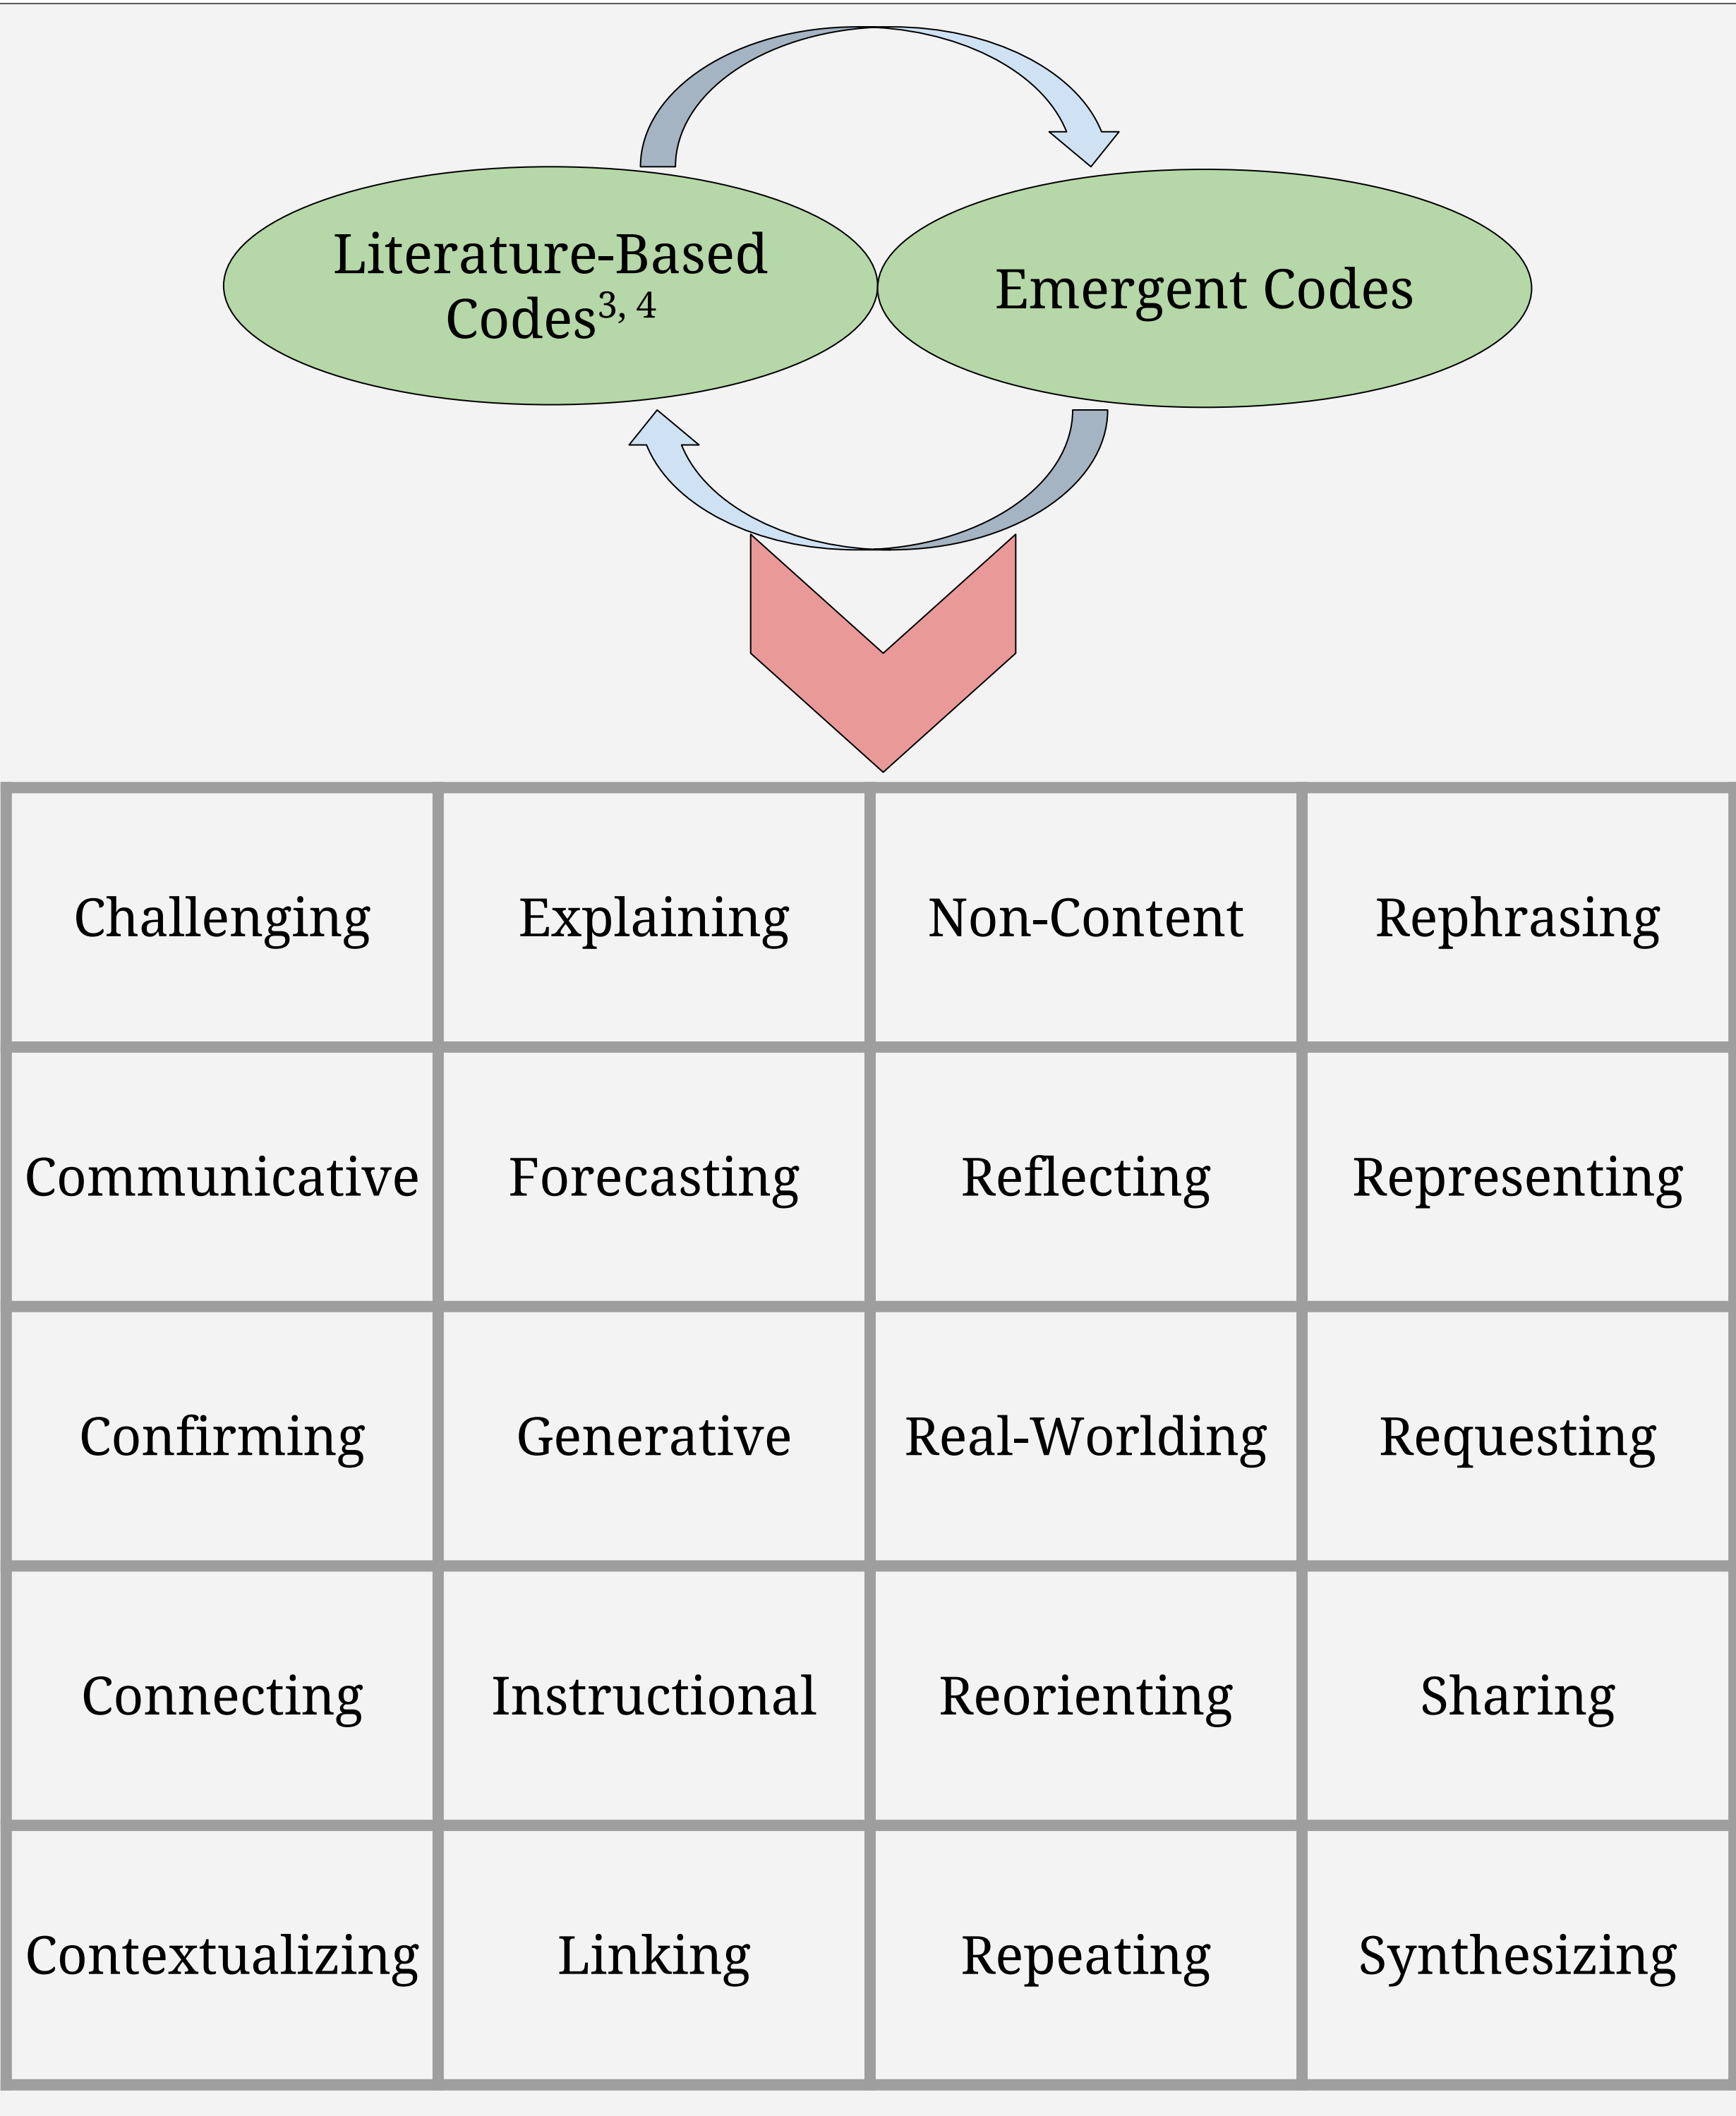 Literature-Based
Codes3, 4
Emergent Codes
Challenging
Explaining
Non-Content
Rephrasing
Communicative
Forecasting
Reflecting
Representing
Confirming
Generative
Real-Worlding
Requesting
Connecting
Instructional
Reorienting
Sharing
Contextualizing
Linking
Repeating
Synthesizing